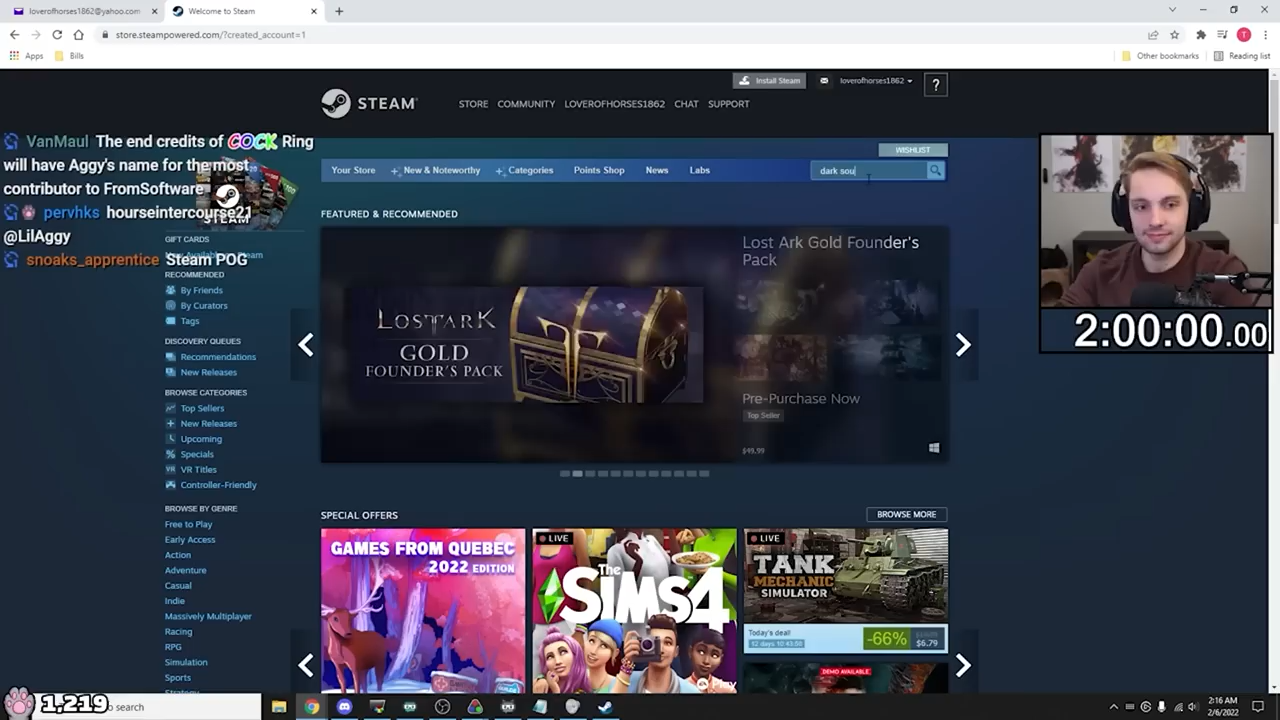 loverofhorses1862@yahoo.com
Welcome to Steam
store.steampowered.com/?created_account=1
T
Apps
Bills
Other bookmarks
Reading list
Install Steam
loverofhorses1862
?
STEAM
STORE
COMMUNITY
LOVEROFHORSES1862
CHAT
SUPPORT
WISHLIST
Your Store
New & Noteworthy
Categories
Points Shop
News
Labs
dark sou
VanMaul The end credits of COCK Ring
will have Aggy's name for the most
contributor to FromSoftware
pervhks hourseintercourse21
@LilAggy
snoaks_apprentice Steam POG
STEAM
GIFT CARDS
RECOMMENDED
By Friends
By Curators
Tags
DISCOVERY QUEUES
Recommendations
New Releases
BROWSE CATEGORIES
Top Sellers
New Releases
Upcoming
Specials
VR Titles
Controller-Friendly
BROWSE BY GENRE
Free to Play
Early Access
Action
Adventure
Casual
Indie
Massively Multiplayer
Racing
RPG
Simulation
Sports
Strategy
FEATURED & RECOMMENDED
LOST ARK
GOLD
FOUNDER'S
PACK
Lost Ark Gold Founder's
Pack
Pre-Purchase Now
Top Seller
$49.99
2:00:00.00
SPECIAL OFFERS
BROWSE MORE
GAMES FROM QUEBEC
2022 EDITION
LIVE
The
SIMS4
EA Play
LIVE
TANK
MECHANIC
SIMULATOR
Today's deal!
-66%
$6.79
DEMO AVAILABLE
1,219
o search
2:16 AM
2/6/2022